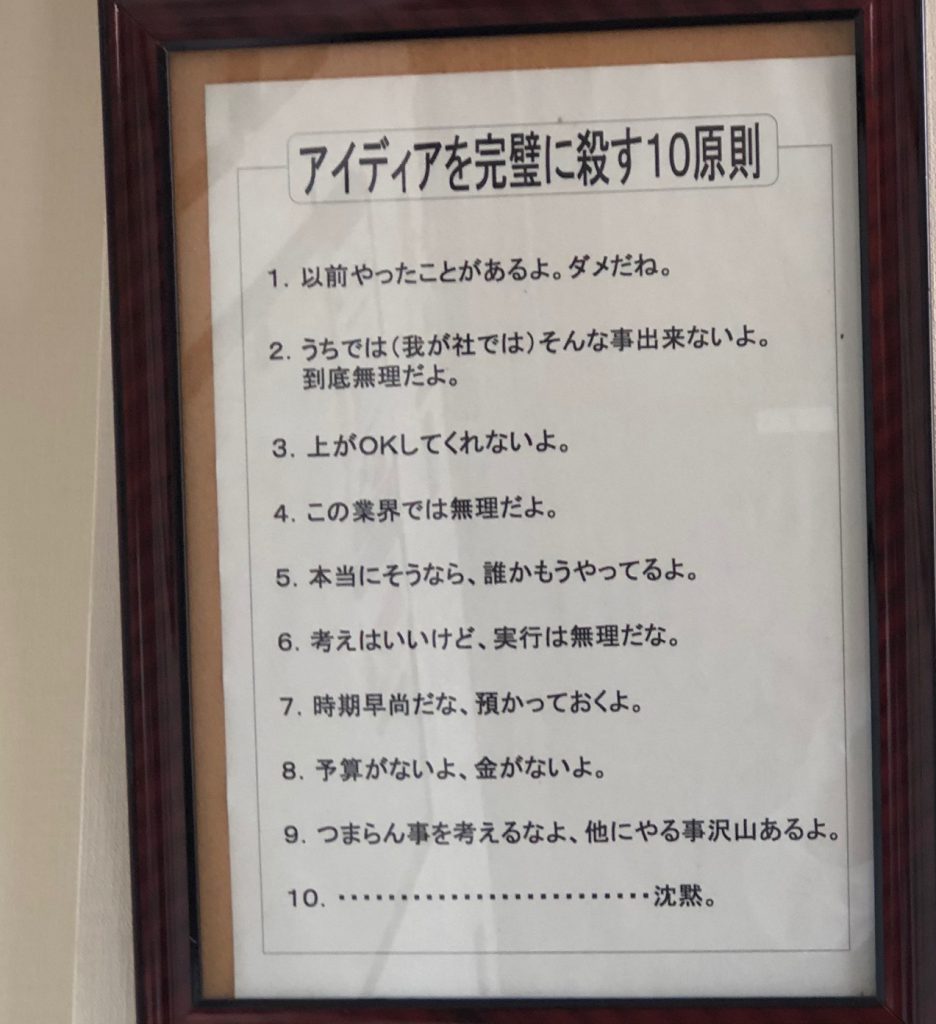 アイディアを完璧に殺す10原則
1. 以前やったことがあるよ。ダメだね。
2. うちでは(我が社では)そんな事出来ないよ。
到底無理だよ。
3. 上がOKしてくれないよ。
4. この業界では無理だよ。
5. 本当にそうなら、誰かもうやってるよ。
6. 考えはいいけど、実行は無理だな。
7. 時期早尚だな、預かっておくよ。
8. 予算がないよ、金がないよ。
9. つまらん事を考えるなよ、他にやる事沢山あるよ。
10. ・・・・・・・・・・・・・・・・・・・・・・・・・・沈黙。